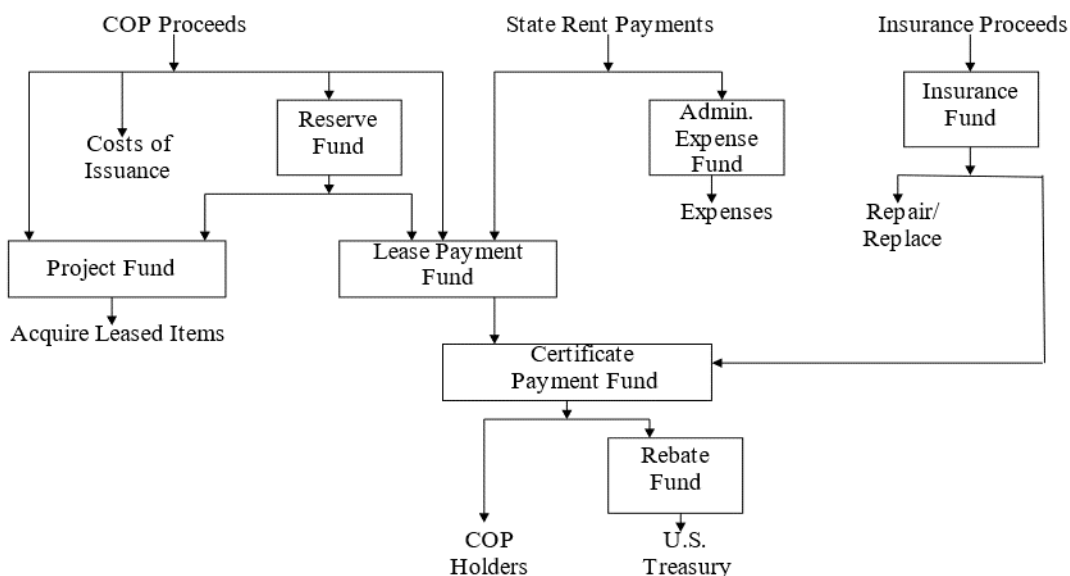 COP Proceeds
State Rent Payments
Insurance Proceeds
Reserve
Fund
Admin.
Expense
Fund
Insurance
Fund
Costs of
Issuance
Expenses
Repair/
Replace
Project Fund
Lease Payment
Fund
Acquire Leased Items
Certificate
Payment Fund
Rebate
Fund
COP
Holders
U.S.
Treasury